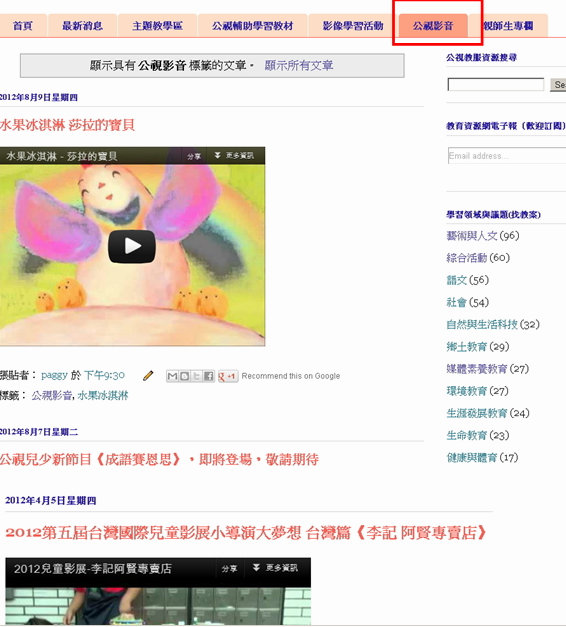 首頁 最新消息 主題教學區 公視輔助學習教材 影像學習活動 公視影音 親師生專欄
顯示具有 公視影音 標籤的文章。 顯示所有文章
2012年8月9日星期四
水果冰淇淋 莎拉的寶貝
水果冰淇淋 - 莎拉的寶貝 分享 更多資訊
張貼者： paggy 於 下午9:30 +1 Recommend this on Google
標籤： 公視影音, 水果冰淇淋
2012年8月7日星期二
公視兒少新節目《成語賽恩思》，即將登場，敬請期待
2012年4月5日星期四
2012第五屆台灣國際兒童影展小導演大夢想 台灣篇《李記 阿賢專賣店》
2012兒童影展-李記阿賢專賣店 分享 更多資訊
公視教服資源搜尋
教育資源網電子報（歡迎訂閱）
Email address...
學習領域與議題(找教案)
藝術與人文 (96)
綜合活動 (60)
語文 (56)
社會 (54)
自然與生活科技 (32)
鄉土教育 (29)
媒體素養教育 (27)
環境教育 (27)
生涯發展教育 (24)
生命教育 (23)
健康與體育 (17)